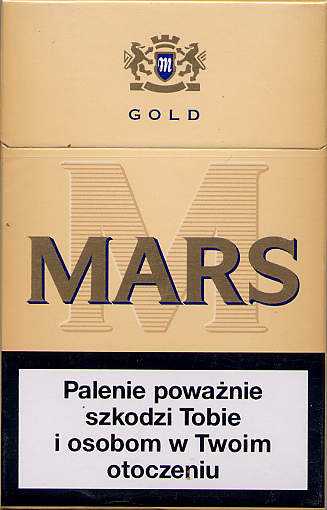 M
GOLD
M
MARS
Palenie poważnie
szkodzi Tobie
i osobom w Twoim
otoczeniu